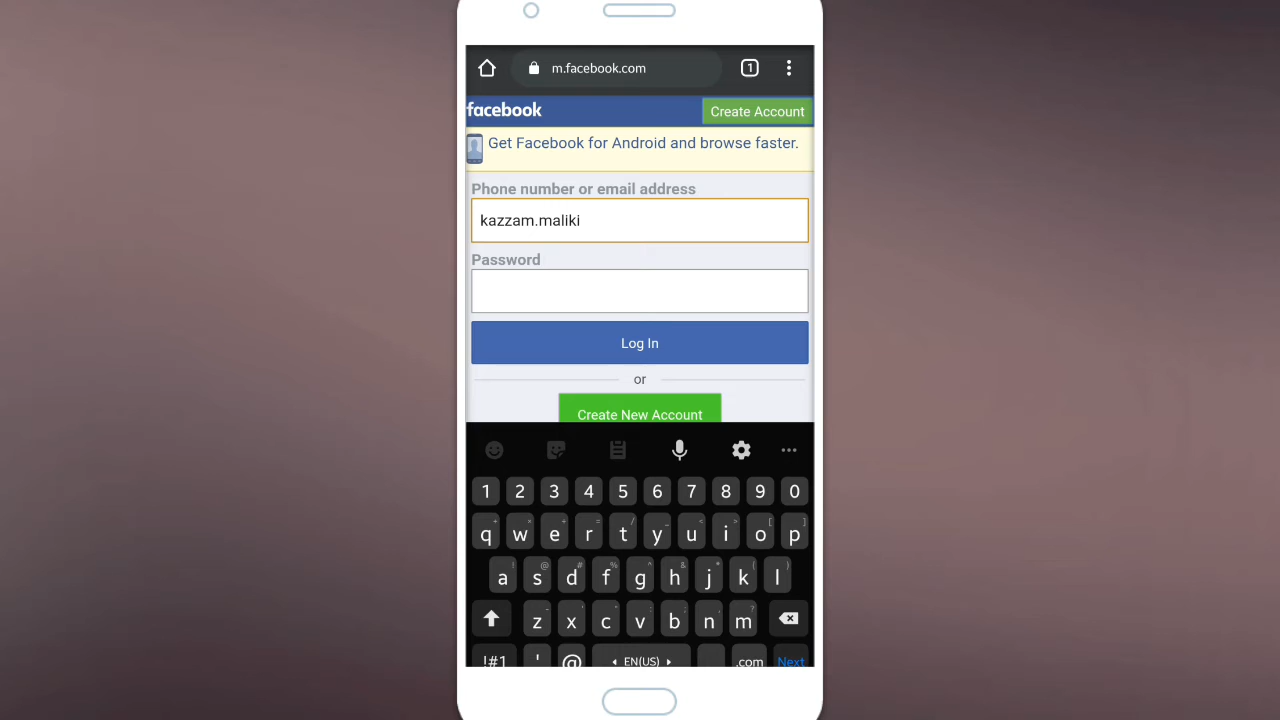 m.facebook.com 1
facebook Create Account
Get Facebook for Android and browse faster.
Phone number or email address
kazzam.maliki
Password
Log In
or
Create New Account
1 2 3 4 5 6 7 8 9 0
q w e r t y u i o p
a s d f g h j k l
z x c v b n m
!#1 ' @ EN(US) .com Next